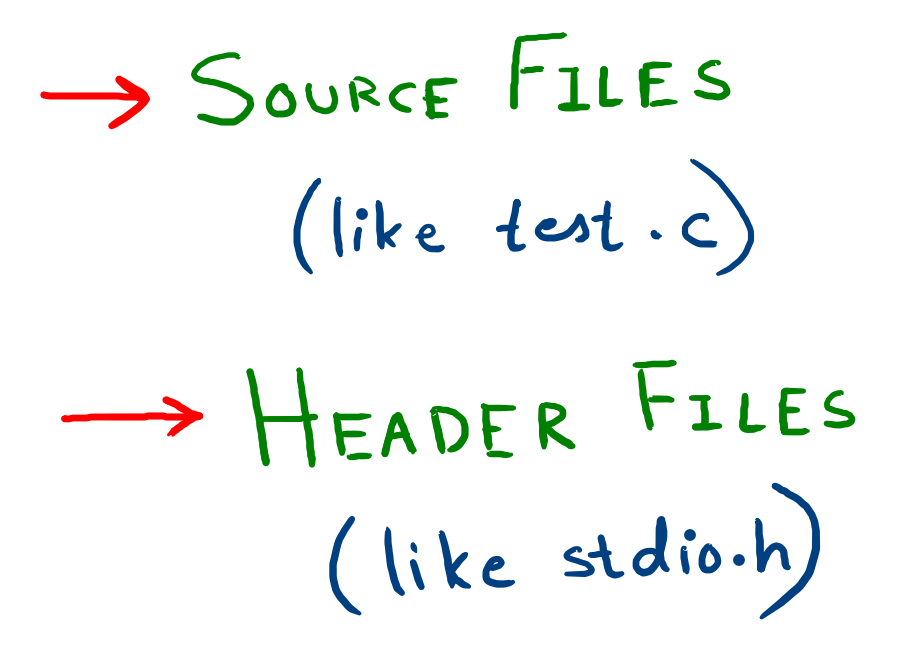 → SOURCE FILES
(like test.c)
→ HEADER FILES
(like stdio.h)